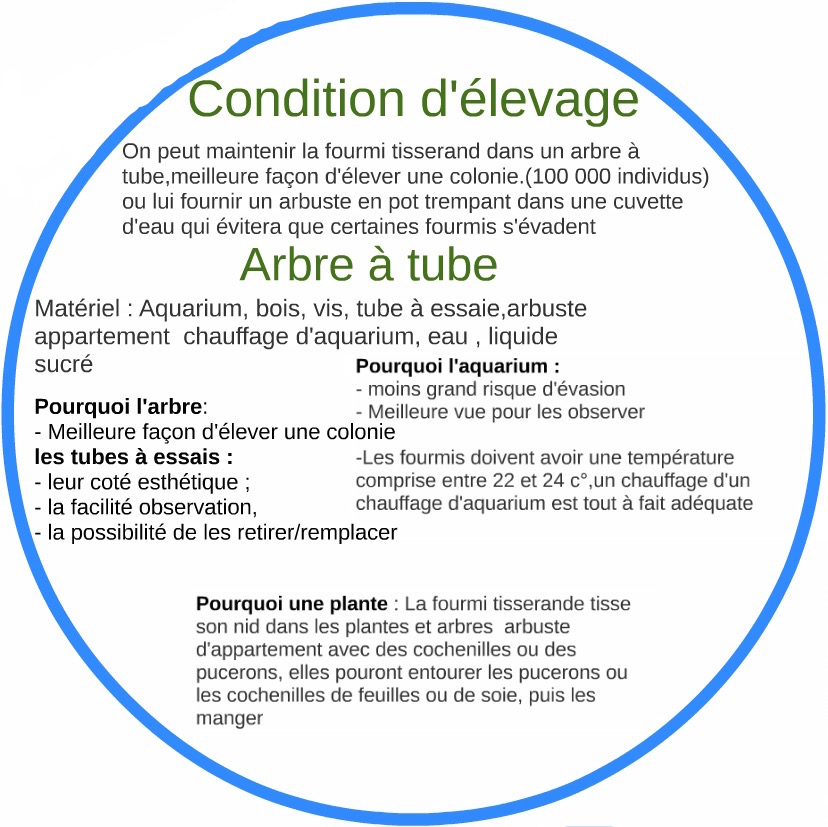 Condition d'élevage
On peut maintenir la fourmi tisserand dans un arbre à
tube,meilleure façon d'élever une colonie.(100 000 individus)
ou lui fournir un arbuste en pot trempant dans une cuvette
d'eau qui évitera que certaines fourmis s'évadent
Arbre à tube
Matériel : Aquarium, bois, vis, tube à essaie,arbuste
appartement  chauffage d'aquarium, eau , liquide
sucré
Pourquoi l'arbre:
- Meilleure façon d'élever une colonie
les tubes à essais :
- leur coté esthétique ;
- la facilité observation,
- la possibilité de les retirer/remplacer
Pourquoi l'aquarium :
- moins grand risque d'évasion
- Meilleure vue pour les observer
-Les fourmis doivent avoir une température
comprise entre 22 et 24 c°,un chauffage d'un
chauffage d'aquarium est tout à fait adéquate
Pourquoi une plante : La fourmi tisserande tisse
son nid dans les plantes et arbres  arbuste
d'appartement avec des cochenilles ou des
pucerons, elles pouront entourer les pucerons ou
les cochenilles de feuilles ou de soie, puis les
manger